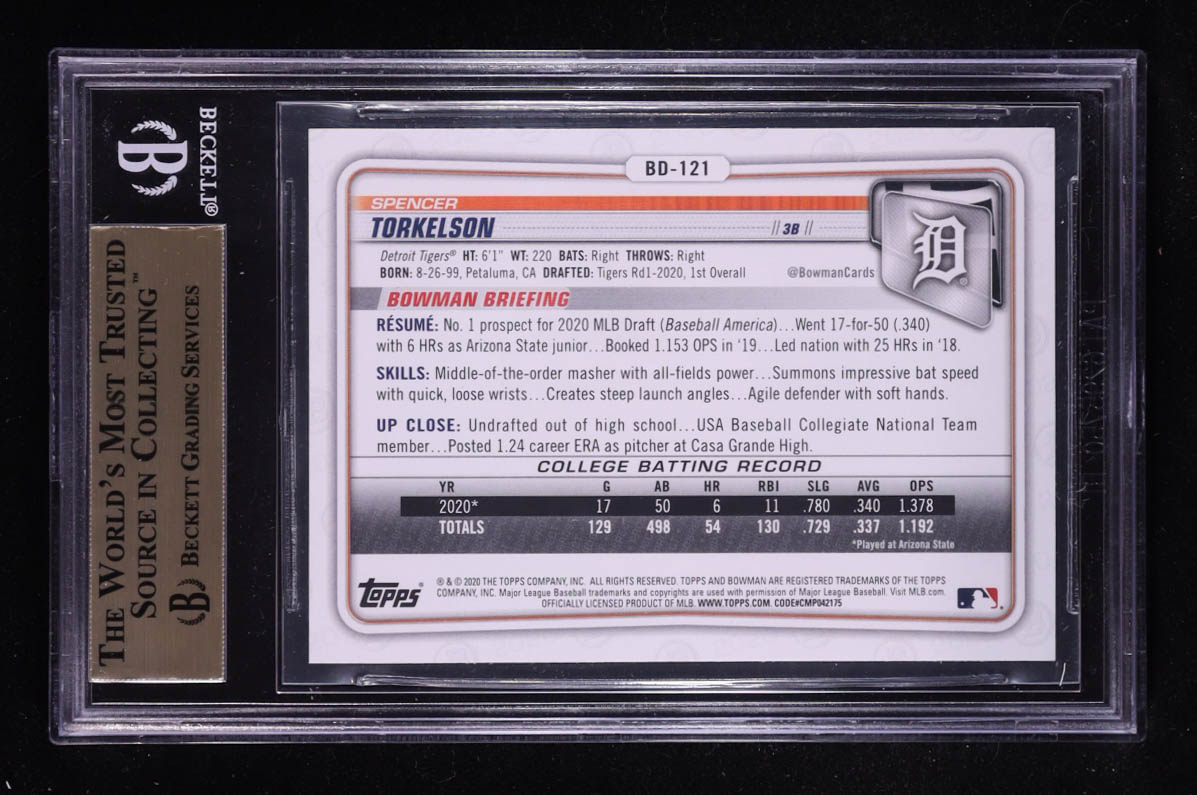 BECKETT®
B
THE WORLD'S MOST TRUSTED
SOURCE IN COLLECTING™
B BECKETT GRADING SERVICES
BD-121
SPENCER
TORKELSON // 3B //
Detroit Tigers® HT: 6'1" WT: 220 BATS: Right THROWS: Right
BORN: 8-26-99, Petaluma, CA DRAFTED: Tigers Rd1-2020, 1st Overall @BowmanCards
D
BOWMAN BRIEFING
RÉSUMÉ: No. 1 prospect for 2020 MLB Draft (Baseball America)...Went 17-for-50 (.340)
with 6 HRs as Arizona State junior...Booked 1.153 OPS in '19...Led nation with 25 HRs in '18.
SKILLS: Middle-of-the-order masher with all-fields power...Summons impressive bat speed
with quick, loose wrists...Creates steep launch angles...Agile defender with soft hands.
UP CLOSE: Undrafted out of high school...USA Baseball Collegiate National Team
member...Posted 1.24 career ERA as pitcher at Casa Grande High.
COLLEGE BATTING RECORD
YR G AB HR RBI SLG AVG OPS
2020* 17 50 6 11 .780 .340 1.378
TOTALS 129 498 54 130 .729 .337 1.192
*Played at Arizona State
topps® ® & © 2020 THE TOPPS COMPANY, INC. ALL RIGHTS RESERVED. TOPPS AND BOWMAN ARE REGISTERED TRADEMARKS OF THE TOPPS
COMPANY, INC. Major League Baseball trademarks and copyrights are used with permission of Major League Baseball. Visit MLB.com.
OFFICIALLY LICENSED PRODUCT OF MLB. WWW.TOPPS.COM. CODE#CMP042175